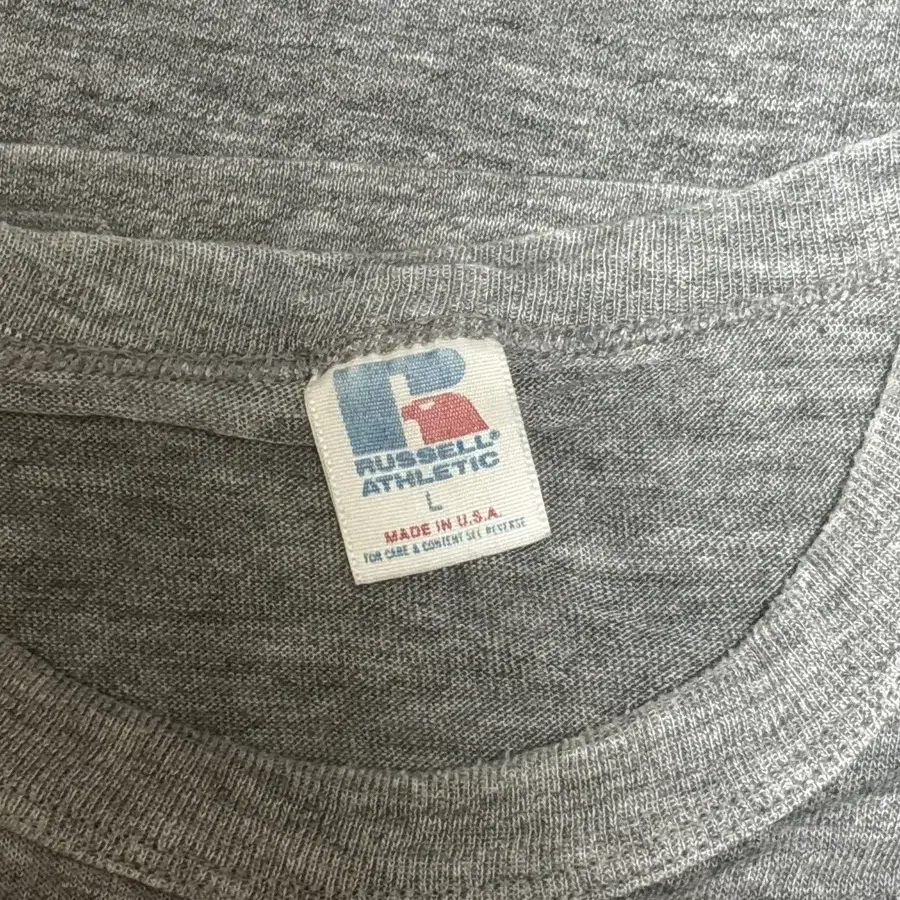 R
RUSSELL®
ATHLETIC
L
MADE IN U.S.A.
FOR CARE & CONTENT SEE REVERSE